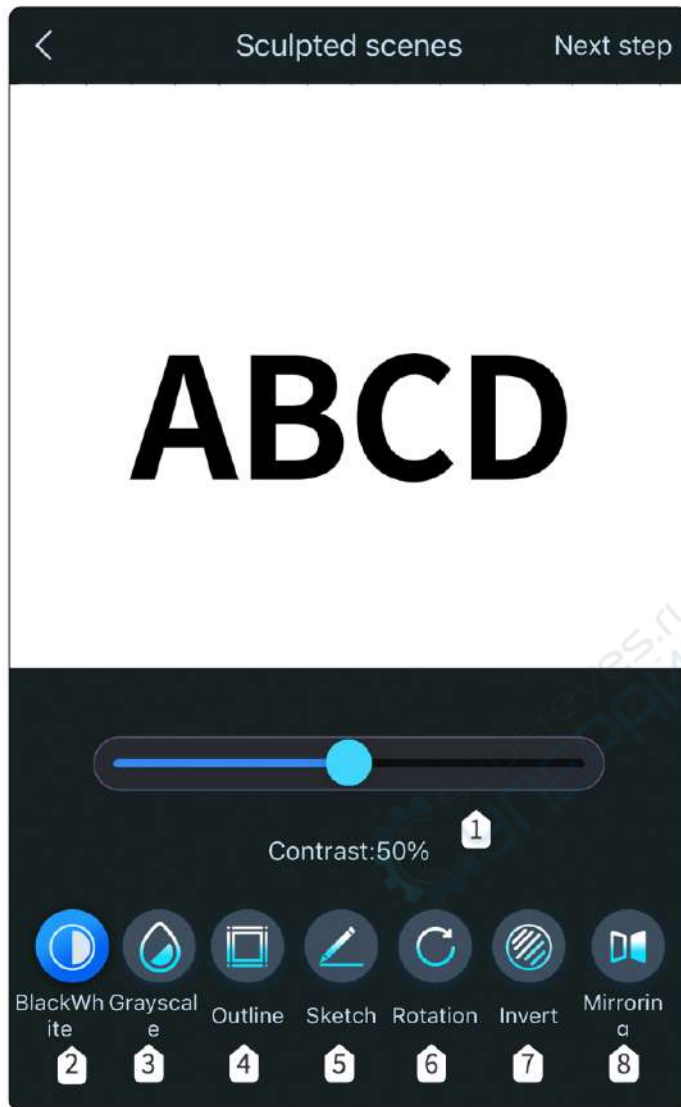 Sculpted scenes Next step
ABCD
1
Contrast:50%
BlackWh Grayscal Outline Sketch Rotation Invert Mirrorin
ite e g
2 3 4 5 6 7 8